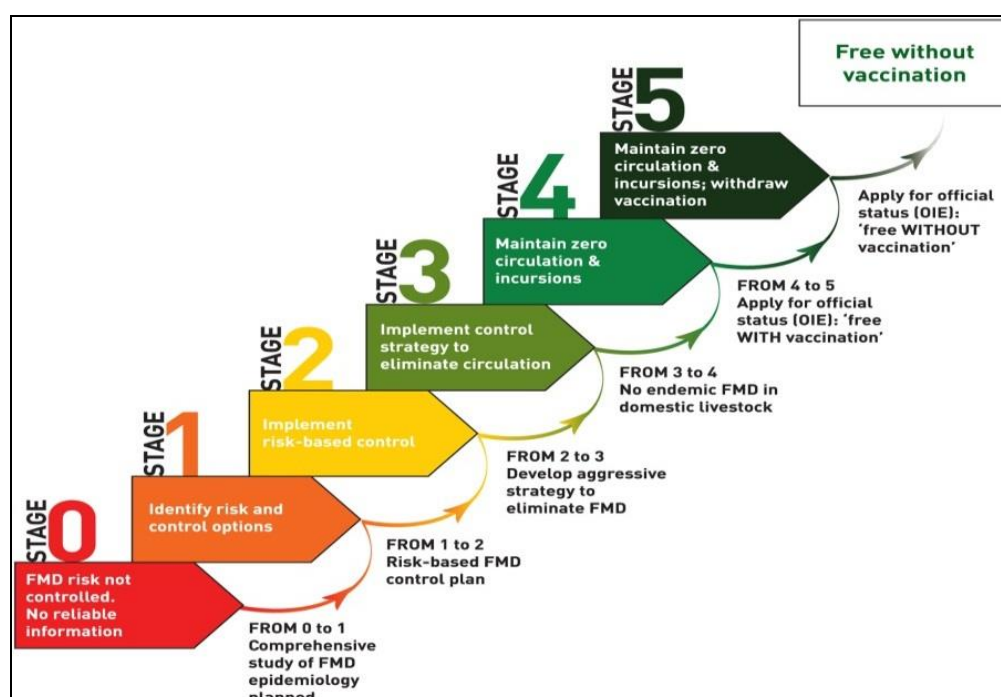 Free without
vaccination
STAGE 5
Maintain zero
circulation &
incursions; withdraw
vaccination
Apply for official
status (OIE):
‘free WITHOUT
vaccination’
STAGE 4
Maintain zero
circulation &
incursions
FROM 4 to 5
Apply for official
status (OIE): ‘free
WITH vaccination’
STAGE 3
Implement control
strategy to
eliminate circulation
FROM 3 to 4
No endemic FMD in
domestic livestock
STAGE 2
Implement
risk-based control
FROM 2 to 3
Develop aggressive
strategy to
eliminate FMD
STAGE 1
Identify risk and
control options
FROM 1 to 2
Risk-based FMD
control plan
STAGE 0
FMD risk not
controlled.
No reliable
information
FROM 0 to 1
Comprehensive
study of FMD
epidemiology
planned